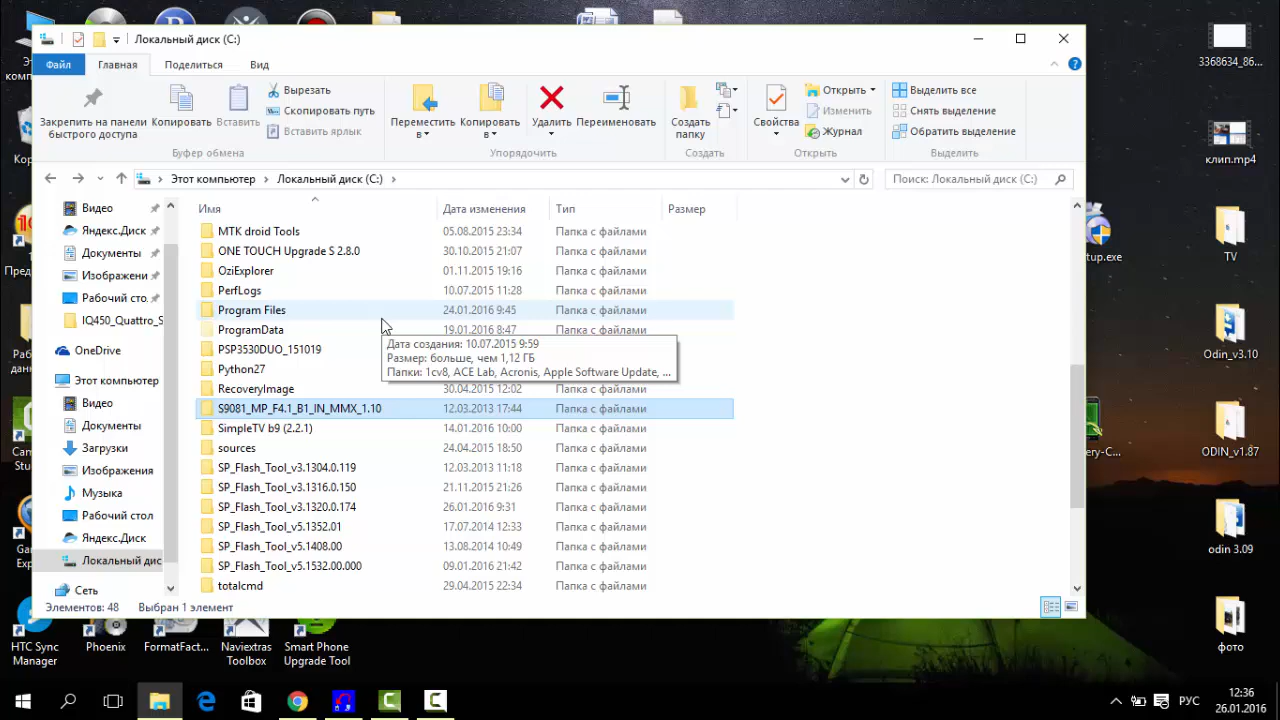 Локальный диск (C:)
Файл
Главная
Поделиться
Вид
Закрепить на панели быстрого доступа
Копировать
Вставить
Вырезать
Скопировать путь
Вставить ярлык
Буфер обмена
Переместить в
Копировать в
Удалить
Переименовать
Упорядочить
Создать папку
Создать
Свойства
Открыть
Изменить
Журнал
Открыть
Выделить все
Снять выделение
Обратить выделение
Выделить
Этот компьютер
Локальный диск (C:)
Поиск: Локальный диск (C:)
Видео
Яндекс.Диск
Документы
Изображени
Рабочий сто.
IQ450_Quattro_S
OneDrive
Этот компьютер
Видео
Документы
Загрузки
Изображения
Музыка
Рабочий стол
Яндекс.Диск
Локальный дис
Сеть
Имя Дата изменения Тип Размер
MTK droid Tools 05.08.2015 23:34 Папка с файлами
ONE TOUCH Upgrade S 2.8.0 30.10.2015 21:07 Папка с файлами
OziExplorer 01.11.2015 19:16 Папка с файлами
PerfLogs 10.07.2015 11:28 Папка с файлами
Program Files 24.01.2016 9:45 Папка с файлами
ProgramData 19.01.2016 8:47 Папка с файлами
PSP3530DUO_151019
Python27
Дата создания: 10.07.2015 9:59
Размер: больше, чем 1,12 ГБ
Папки: 1cv8, ACE Lab, Acronis, Apple Software Update, ...
RecoveryImage 30.04.2015 12:02 Папка с файлами
S9081_MP_F4.1_B1_IN_MMX_1.10 12.03.2013 17:44 Папка с файлами
SimpleTV b9 (2.2.1) 14.01.2016 10:00 Папка с файлами
sources 24.04.2015 18:50 Папка с файлами
SP_Flash_Tool_v3.1304.0.119 12.03.2013 11:18 Папка с файлами
SP_Flash_Tool_v3.1316.0.150 21.11.2015 21:26 Папка с файлами
SP_Flash_Tool_v3.1320.0.174 26.01.2016 9:31 Папка с файлами
SP_Flash_Tool_v5.1352.01 17.07.2014 12:33 Папка с файлами
SP_Flash_Tool_v5.1408.00 13.08.2014 10:49 Папка с файлами
SP_Flash_Tool_v5.1532.00.000 09.01.2016 21:42 Папка с файлами
totalcmd 29.04.2015 22:34 Папка с файлами
Элементов: 48 Выбран 1 элемент
3368634_86...
клип.mp4
TV
Odin_v3.10
ODIN_v1.87
odin 3.09
фото
HTC Sync Manager
Phoenix
FormatFact...
Naviextras Toolbox
Smart Phone Upgrade Tool
РУС
12:36
26.01.2016